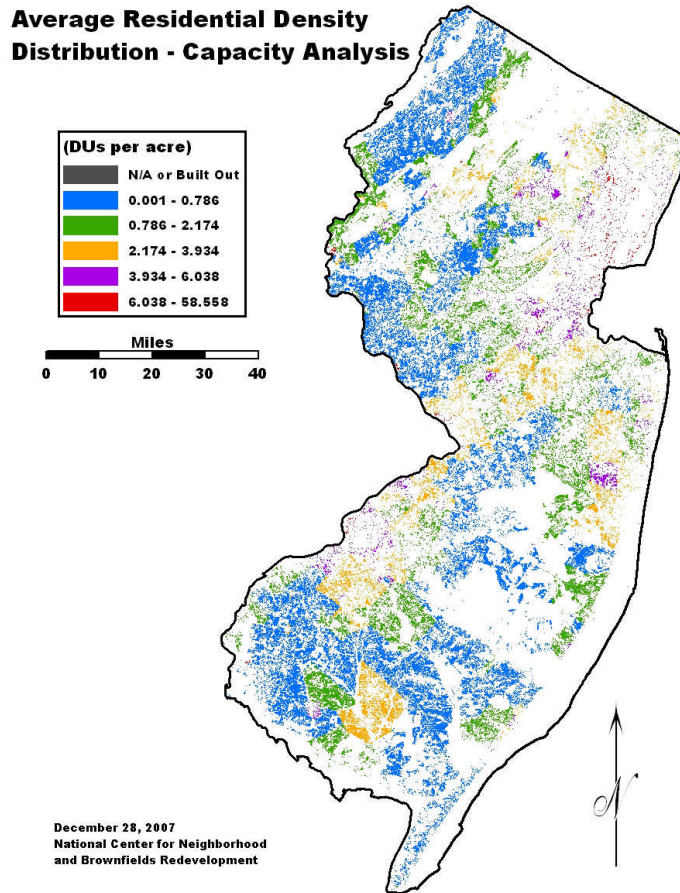 Average Residential Density
Distribution - Capacity Analysis
(DUs per acre)
N/A or Built Out
0.001 - 0.786
0.786 - 2.174
2.174 - 3.934
3.934 - 6.038
6.038 - 58.558
Miles
0 10 20 30 40
N
December 28, 2007
National Center for Neighborhood
and Brownfields Redevelopment